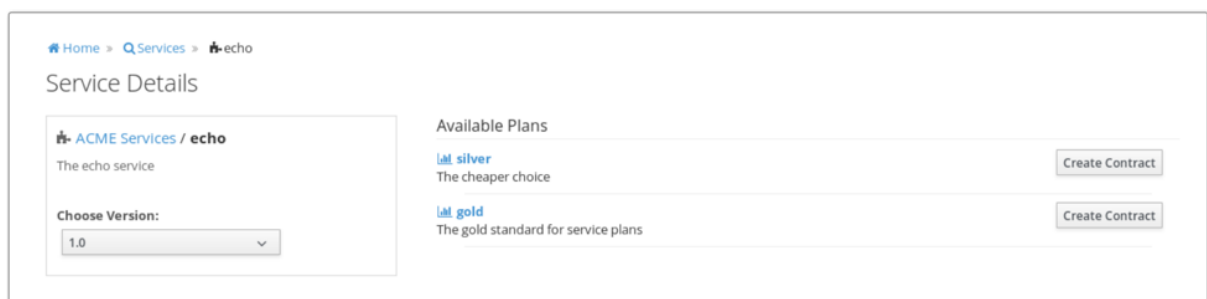 Home » Services » echo
Service Details
ACME Services / echo
The echo service
Choose Version:
1.0
Available Plans
silver
The cheaper choice
Create Contract
gold
The gold standard for service plans
Create Contract